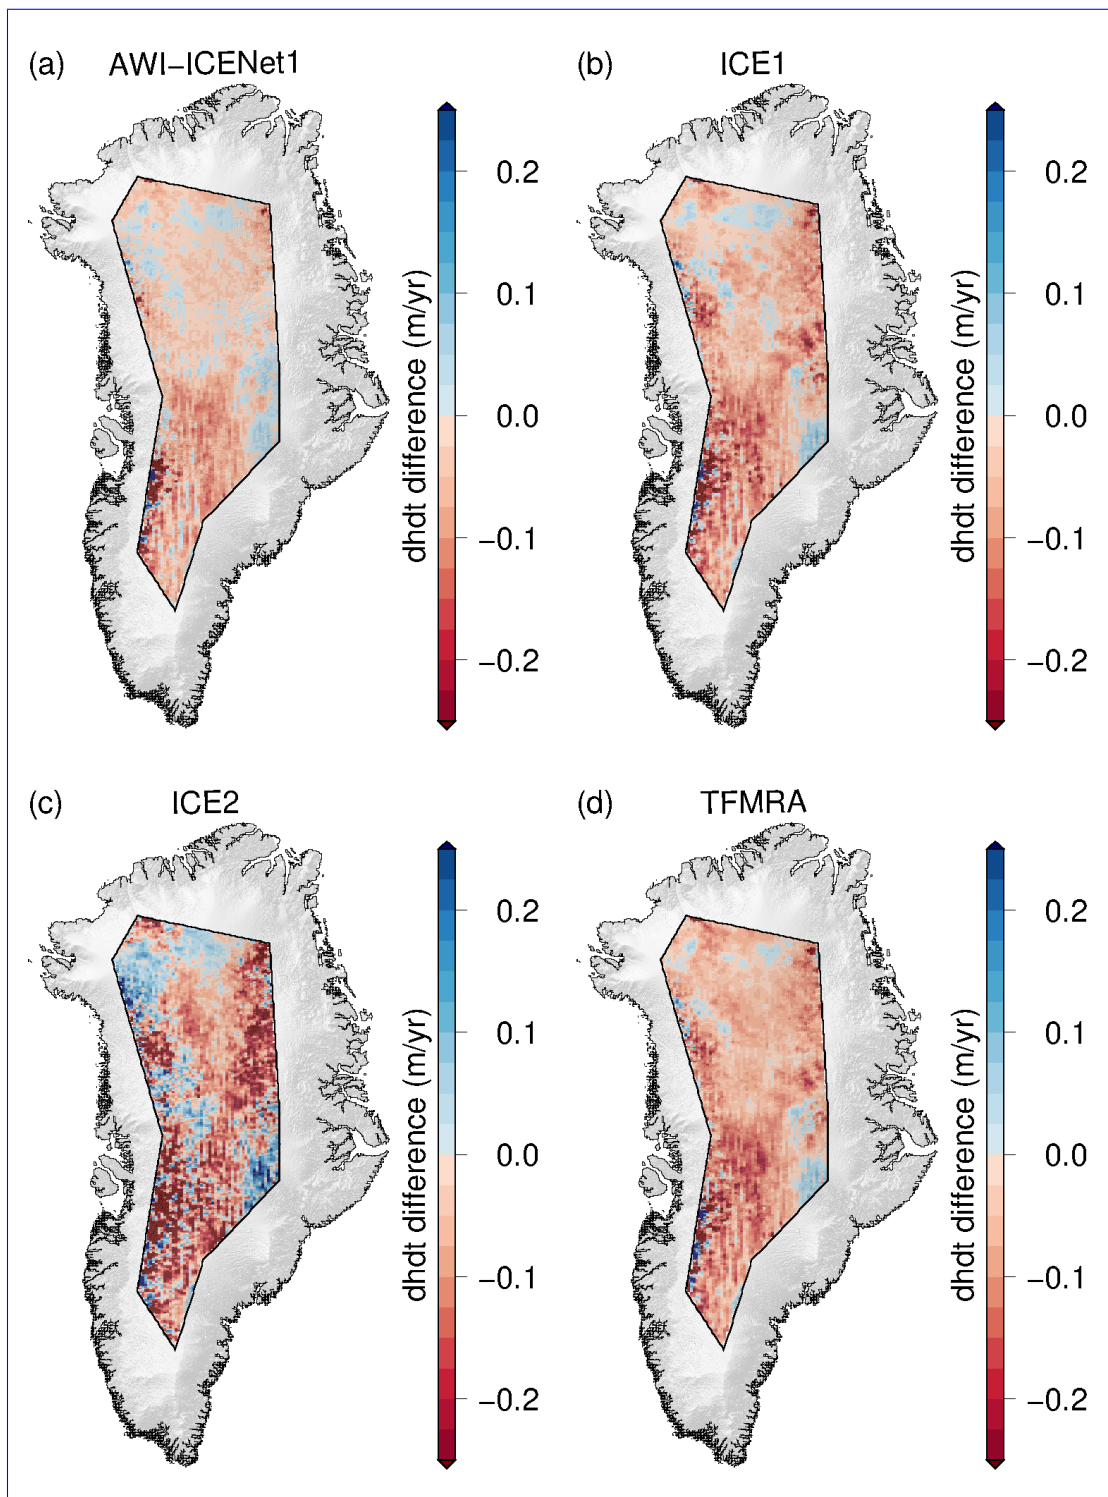 (a) AWI−ICENet1
0.2
0.1
0.0
−0.1
−0.2
dhdt difference (m/yr)
(b) ICE1
0.2
0.1
0.0
−0.1
−0.2
dhdt difference (m/yr)
(c) ICE2
0.2
0.1
0.0
−0.1
−0.2
dhdt difference (m/yr)
(d) TFMRA
0.2
0.1
0.0
−0.1
−0.2
dhdt difference (m/yr)